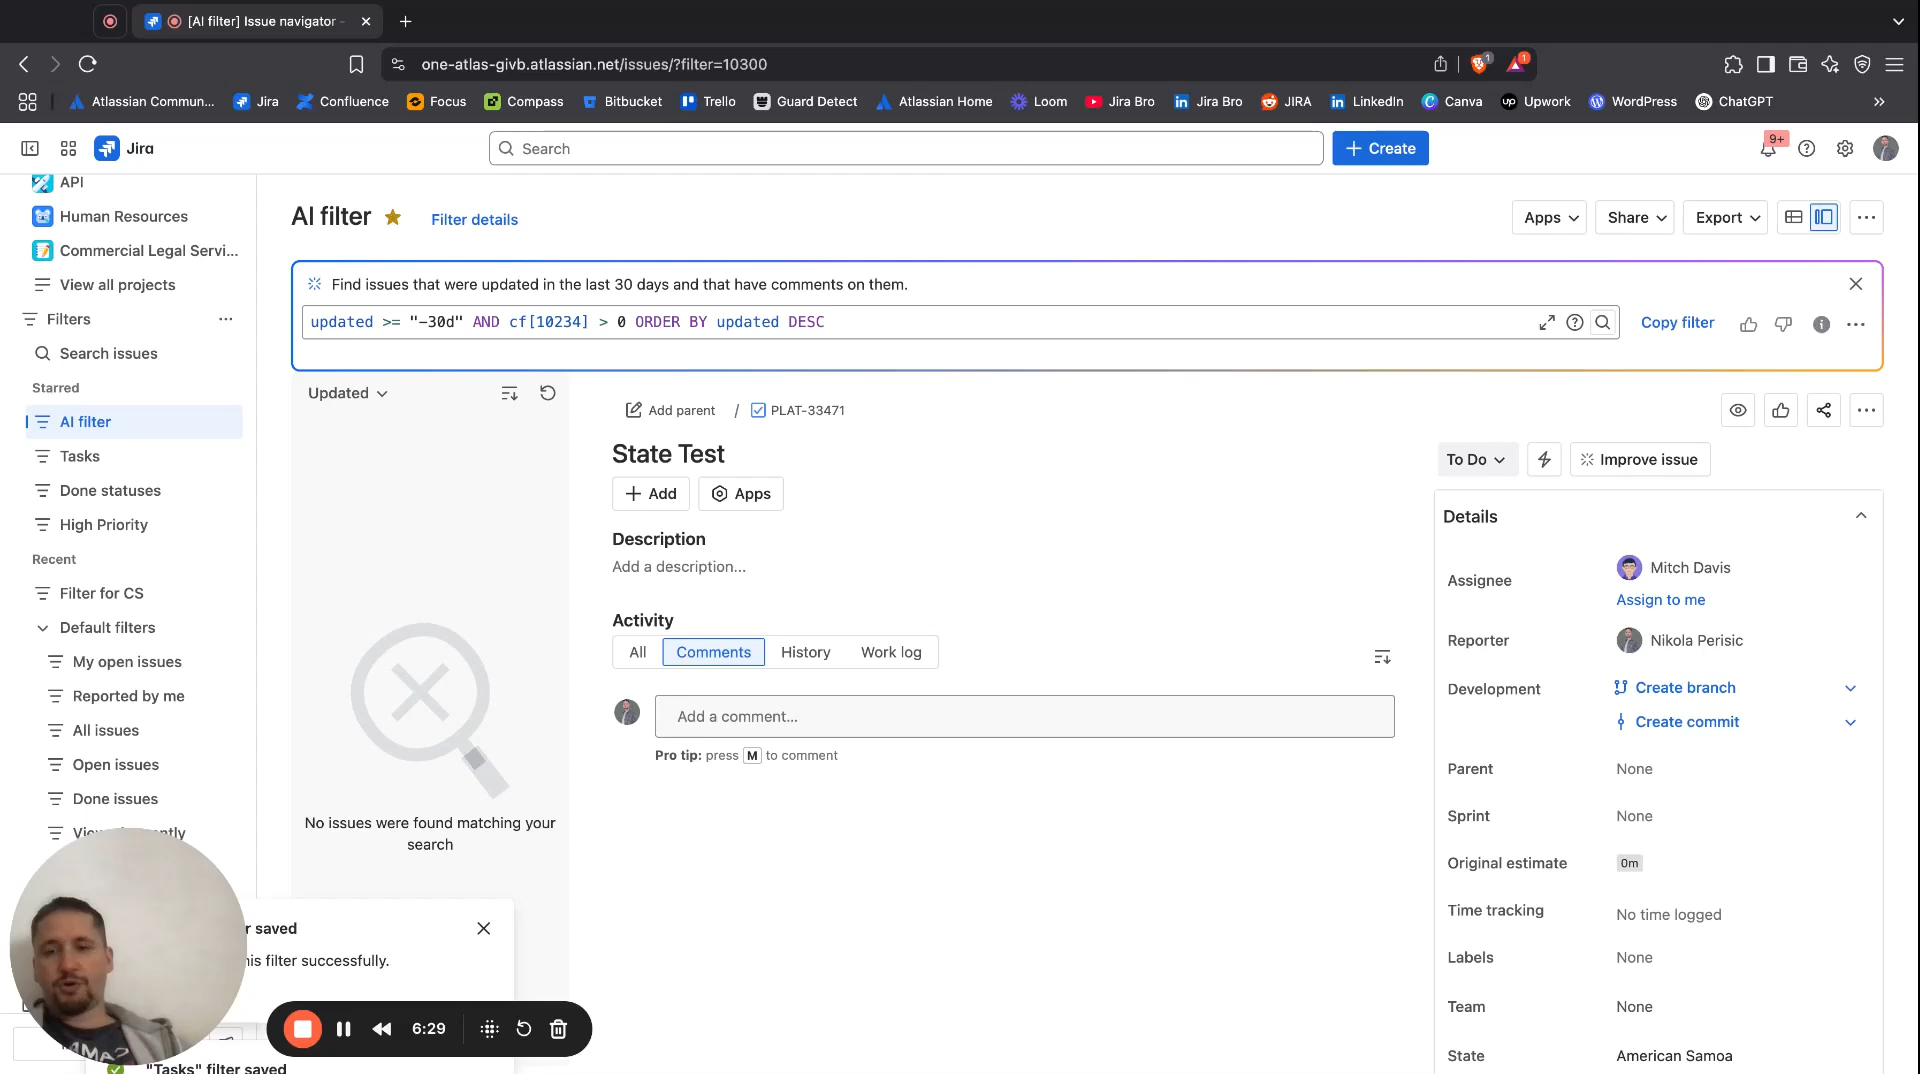 [AI filter] Issue navigator -
one-atlas-givb.atlassian.net/issues/?filter=10300
1
1
Atlassian Commun...
Jira
Confluence
Focus
Compass
Bitbucket
Trello
Guard Detect
Atlassian Home
Loom
Jira Bro
Jira Bro
JIRA
LinkedIn
Canva
Upwork
WordPress
ChatGPT
Jira
Search
Create
9+
API
Human Resources
Commercial Legal Servi...
View all projects
Filters
Search issues
Starred
AI filter
Tasks
Done statuses
High Priority
Recent
Filter for CS
Default filters
My open issues
Reported by me
All issues
Open issues
Done issues
AI filter
Filter details
Apps
Share
Export
Find issues that were updated in the last 30 days and that have comments on them.
updated >= "-30d" AND cf[10234] > 0 ORDER BY updated DESC
Copy filter
Updated
No issues were found matching your
search
Add parent / PLAT-33471
State Test
Add
Apps
Description
Add a description...
Activity
All
Comments
History
Work log
Add a comment...
Pro tip: press M to comment
To Do
Improve issue
Details
Assignee
Mitch Davis
Assign to me
Reporter
Nikola Perisic
Development
Create branch
Create commit
Parent
None
Sprint
None
Original estimate
0m
Time tracking
No time logged
Labels
None
Team
None
State
American Samoa
saved
filter successfully.
6:29
"Tasks" filter saved